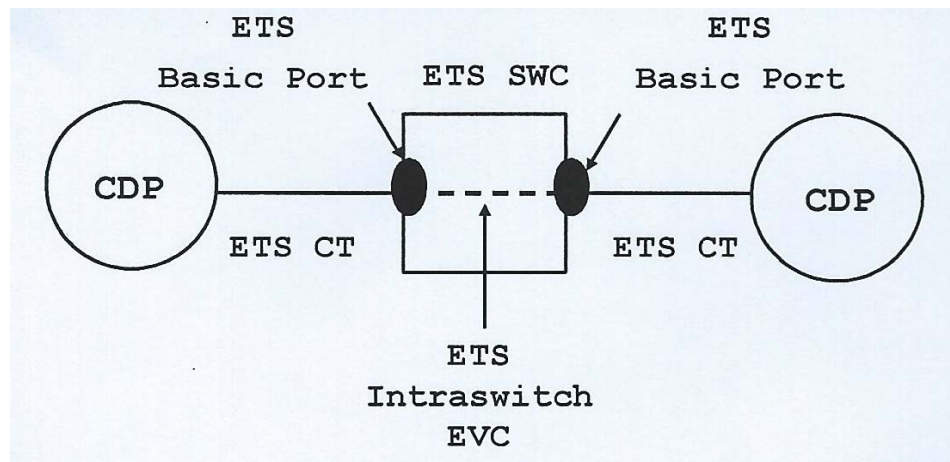 ETS
Basic Port
ETS SWC
ETS
Basic Port
CDP
CDP
ETS CT
ETS CT
ETS
Intraswitch
EVC